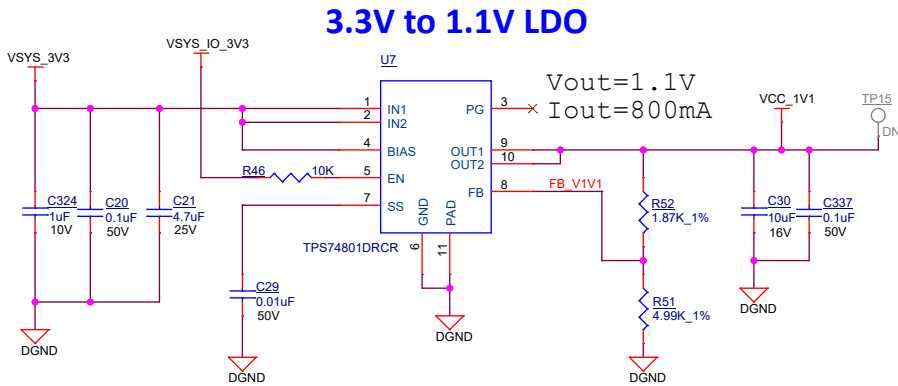 3.3V to 1.1V LDO
VSYS_3V3
VSYS_IO_3V3
U7
Vout=1.1V
Iout=800mA
VCC_1V1
TP15
DN
1
IN1
2
IN2
4
BIAS
5
EN
7
SS
PG
3
OUT1
9
OUT2
10
FB
8
GND
6
PAD
11
TPS74801DRCR
R46
10K
FB_V1V1
C324
1uF
10V
C20
0.1uF
50V
C21
4.7uF
25V
C29
0.01uF
50V
R52
1.87K_1%
R51
4.99K_1%
C30
10uF
16V
C337
0.1uF
50V
DGND
DGND
DGND
DGND
DGND